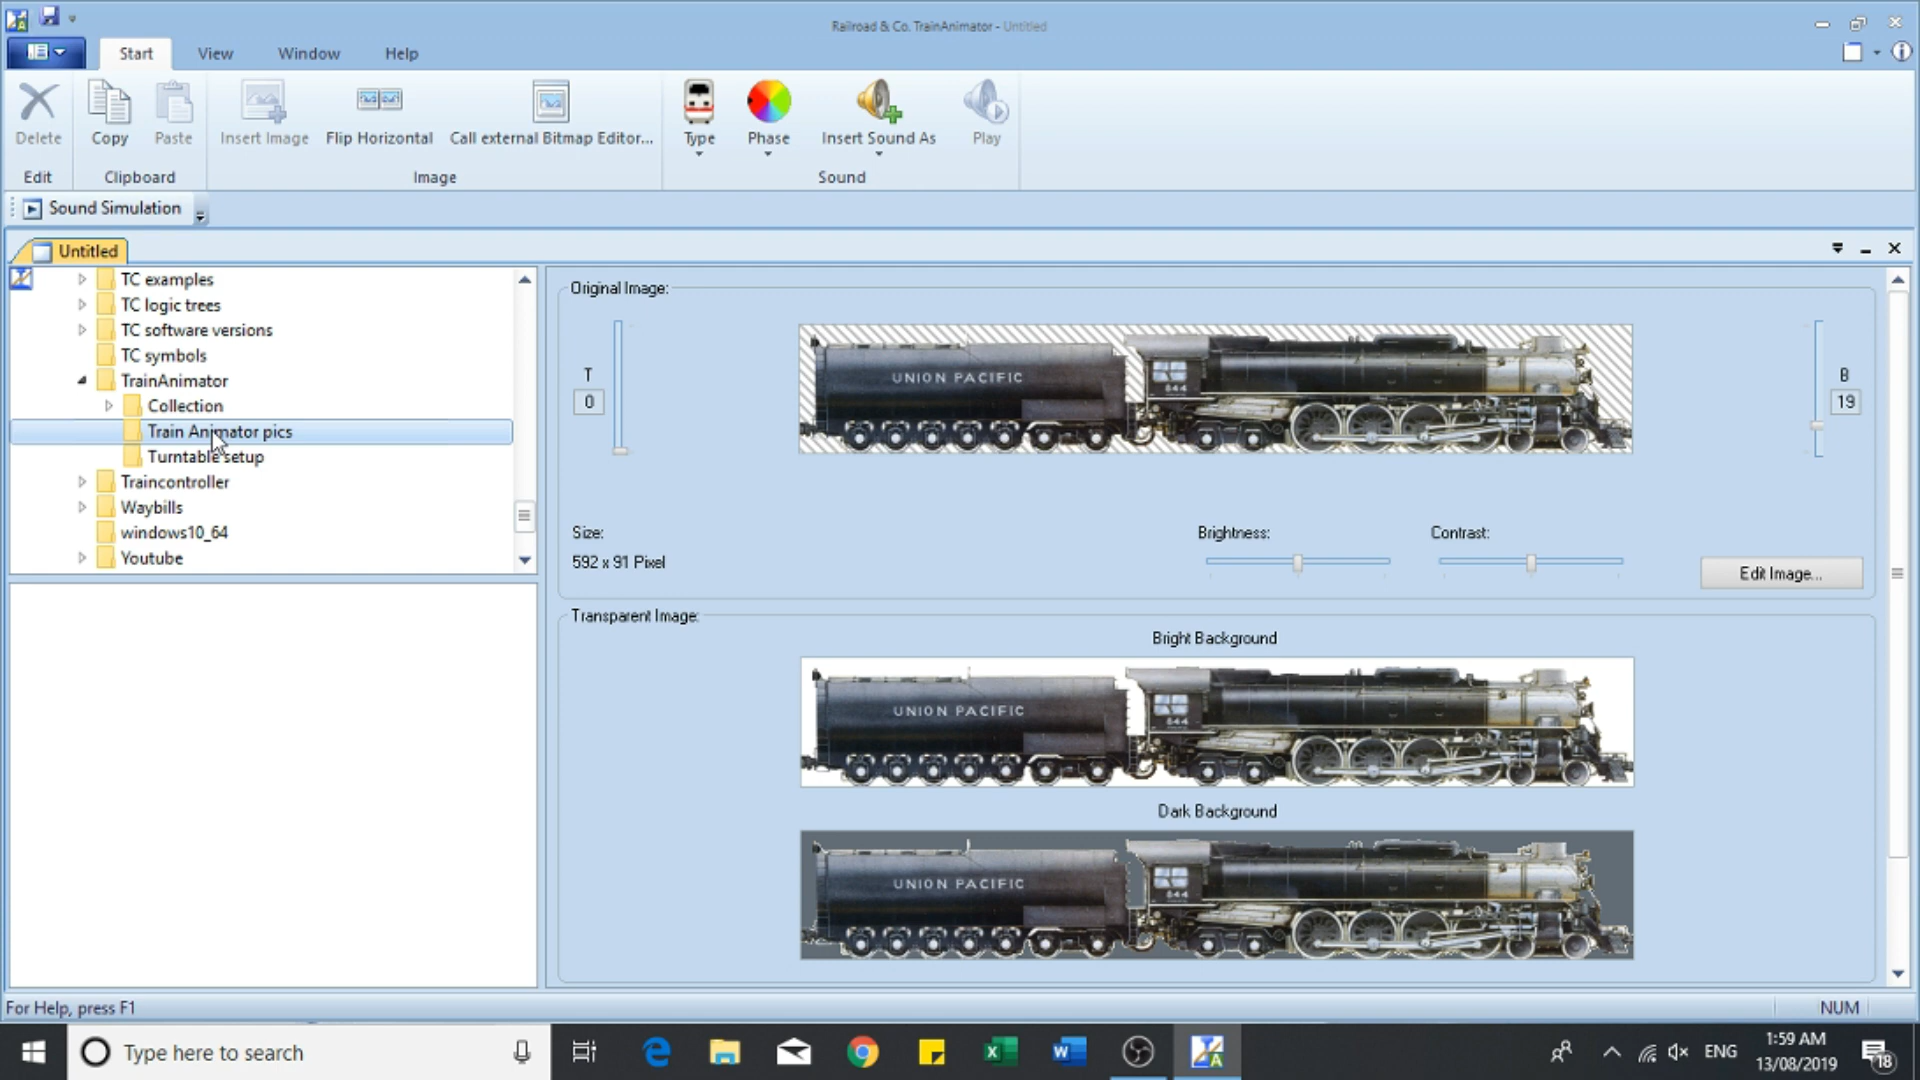 Railroad & Co. TrainAnimator - Untitled
Start View Window Help
Delete Copy Paste Insert Image Flip Horizontal Call external Bitmap Editor... Type Phase Insert Sound As Play
Edit Clipboard Image Sound
Sound Simulation
Untitled
TC examples
TC logic trees
TC software versions
TC symbols
TrainAnimator
Collection
Train Animator pics
Turntable setup
Traincontroller
Waybills
windows10_64
Youtube
Original Image:
T
0
UNION PACIFIC
844
B
19
Size:
592 x 91 Pixel
Brightness:
Contrast:
Edit Image...
Transparent Image:
Bright Background
UNION PACIFIC
844
Dark Background
UNION PACIFIC
844
For Help, press F1
NUM
Type here to search
ENG
1:59 AM
13/08/2019
18